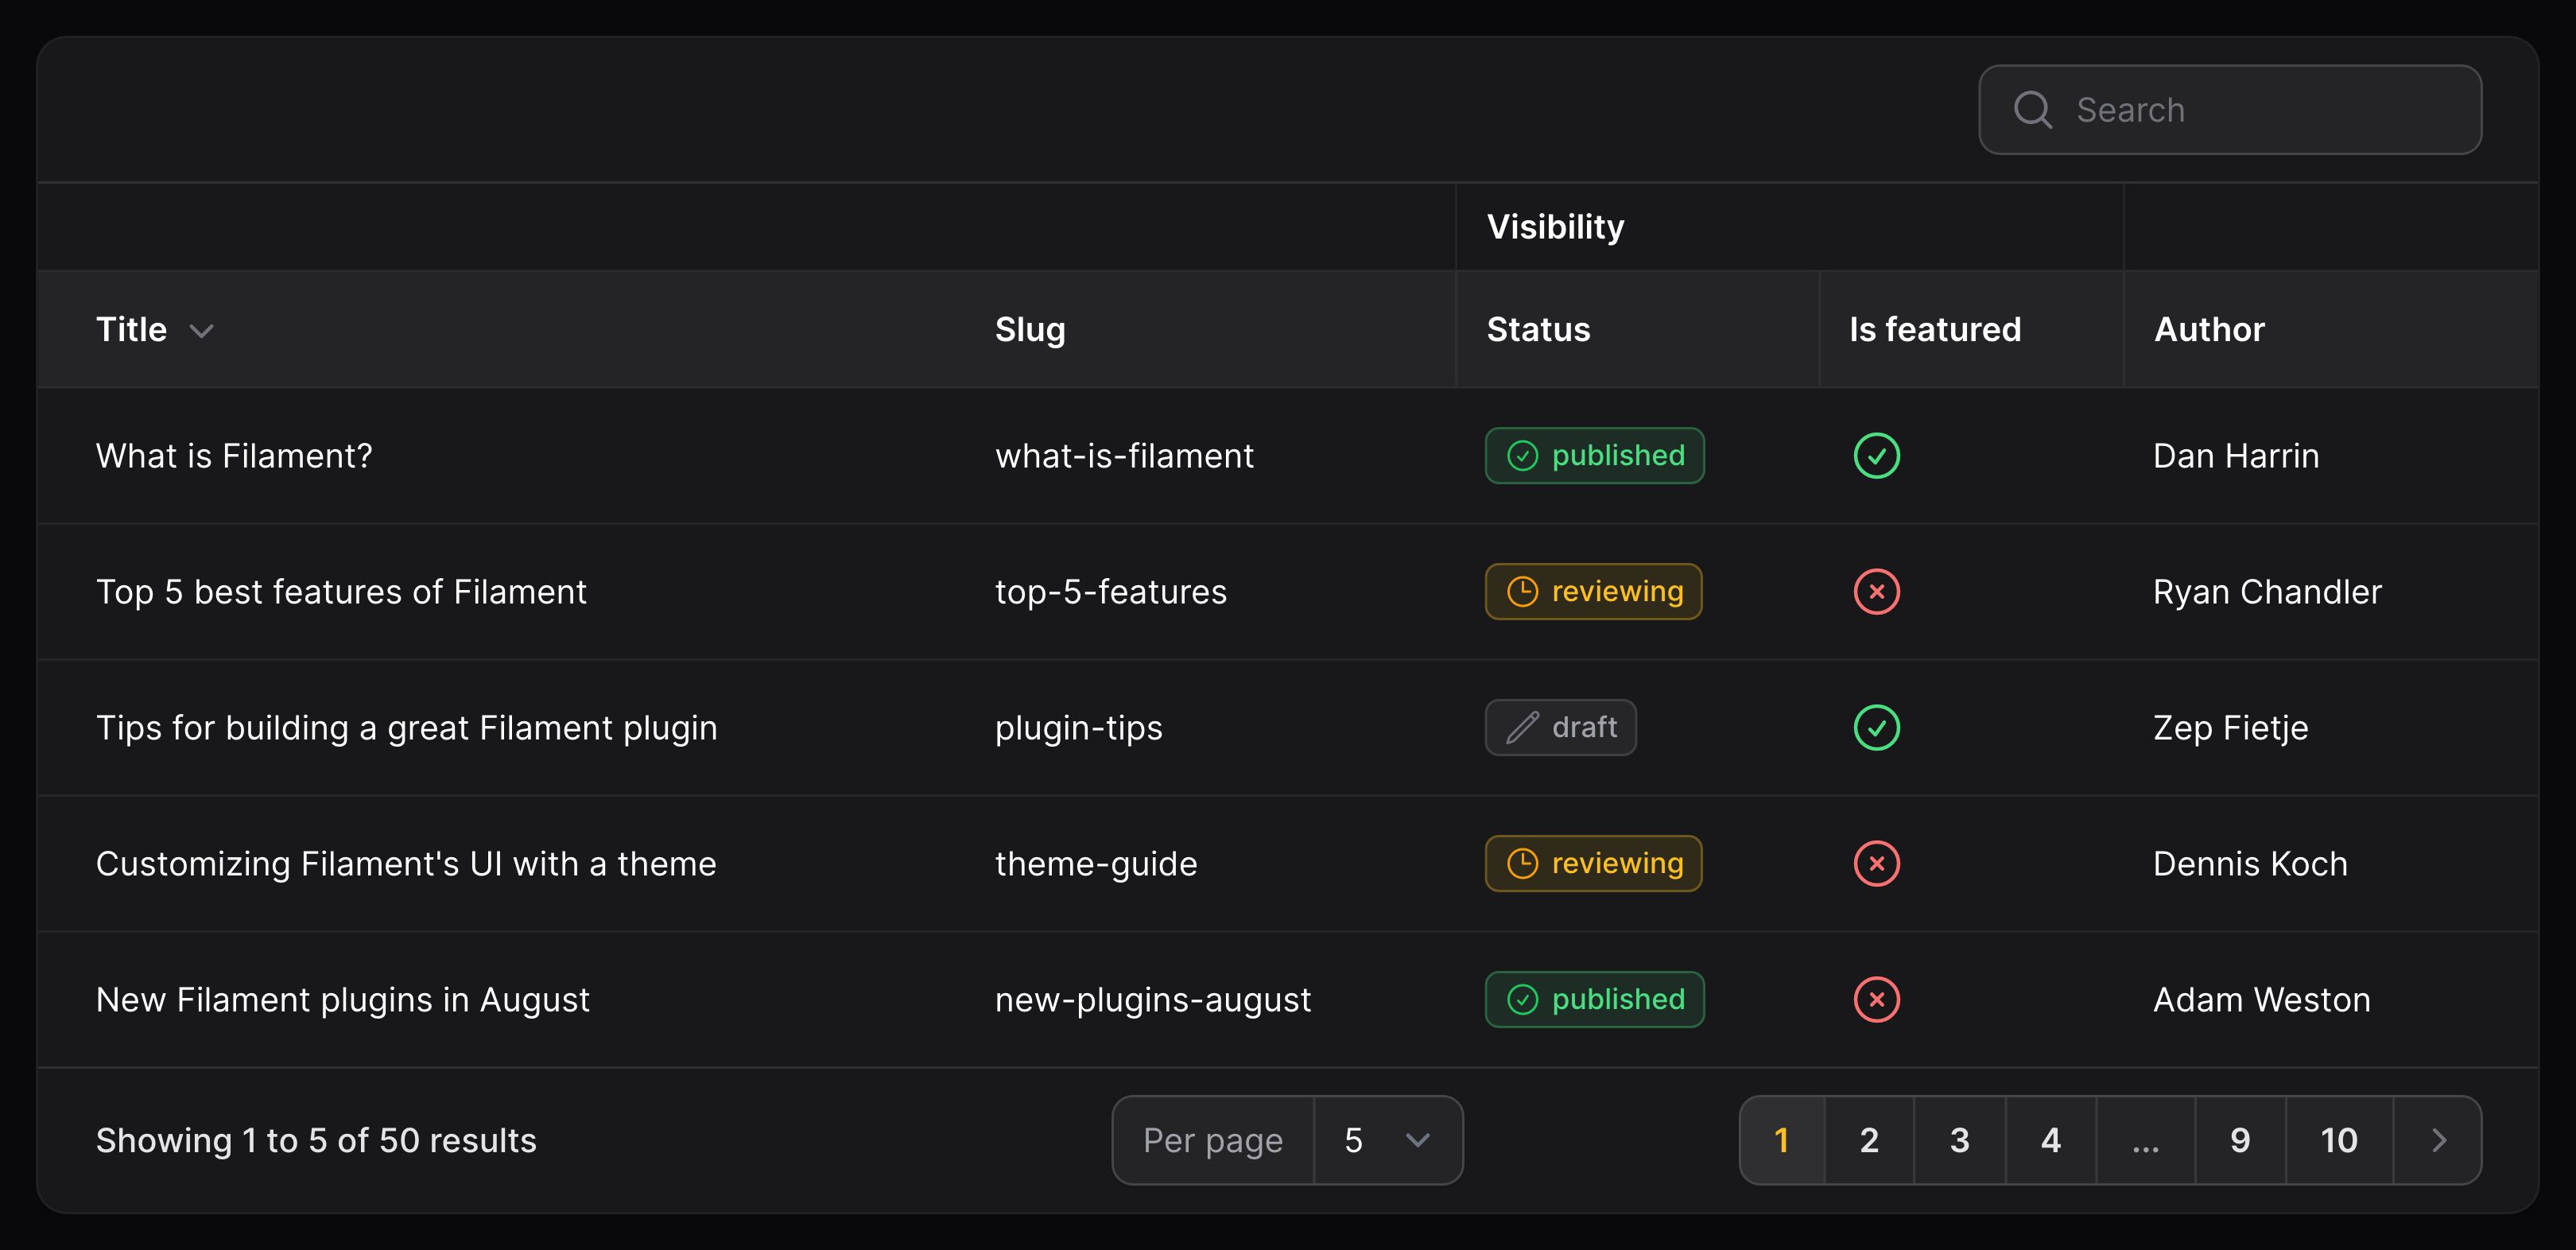 Search
Visibility
Title Slug Status Is featured Author
What is Filament? what-is-filament published Dan Harrin
Top 5 best features of Filament top-5-features reviewing Ryan Chandler
Tips for building a great Filament plugin plugin-tips draft Zep Fietje
Customizing Filament's UI with a theme theme-guide reviewing Dennis Koch
New Filament plugins in August new-plugins-august published Adam Weston
Showing 1 to 5 of 50 results Per page 5 1 2 3 4 ... 9 10